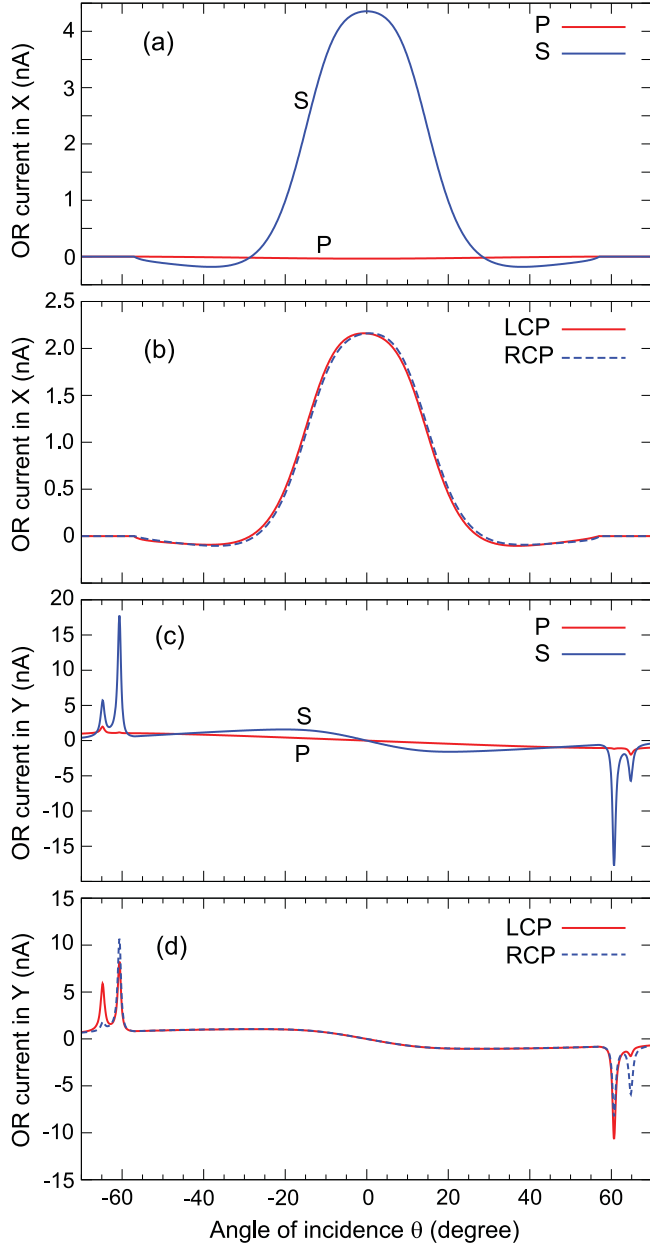 (a)
P
S
S
P
OR current in X (nA)
4
2
0
(b)
LCP
RCP
OR current in X (nA)
2.5
2.0
1.5
1.0
0.5
0
(c)
P
S
S
P
OR current in Y (nA)
20
15
10
5
0
-5
-10
-15
(d)
LCP
RCP
OR current in Y (nA)
15
10
5
0
-5
-10
-15
-60 -40 -20 0 20 40 60
Angle of incidence θ (degree)